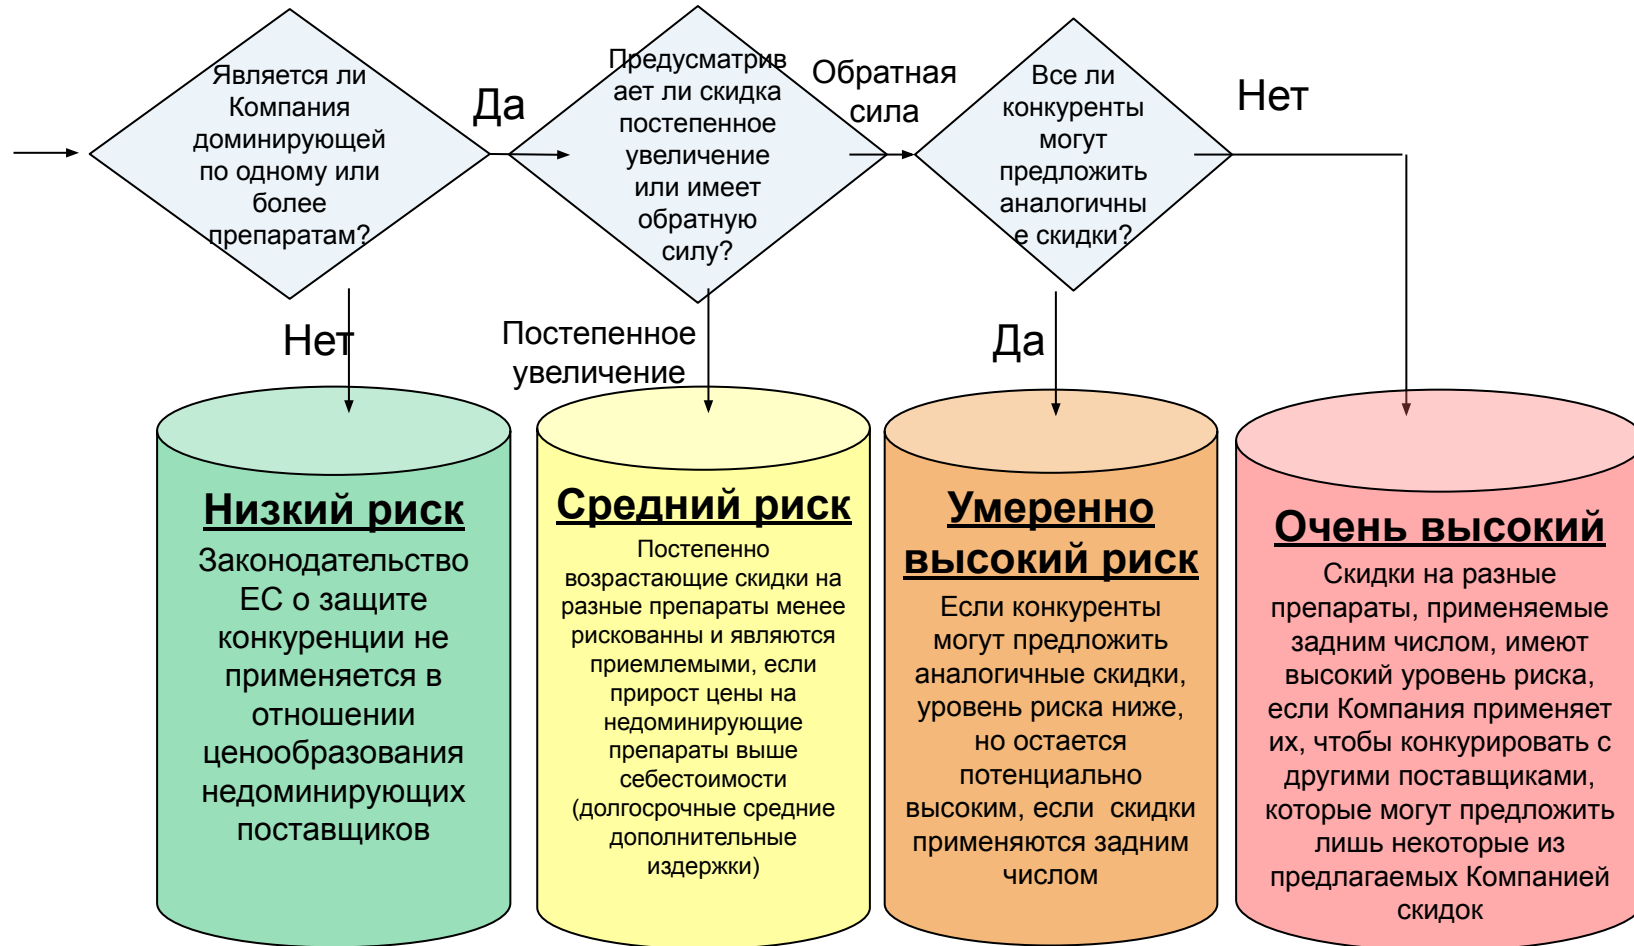 Является ли
Компания
доминирующей
по одному или
более
препаратам?
Да
Предусматрив
ает ли скидка
постепенное
увеличение
или имеет
обратную
силу?
Обратная
сила
Все ли
конкуренты
могут
предложить
аналогичны
е скидки?
Нет
Нет
Постепенное
увеличение
Да
Низкий риск
Законодательство
ЕС о защите
конкуренции не
применяется в
отношении
ценообразования
недоминирующих
поставщиков
Средний риск
Постепенно
возрастающие скидки на
разные препараты менее
рискованны и являются
приемлемыми, если
прирост цены на
недоминирующие
препараты выше
себестоимости
(долгосрочные средние
дополнительные
издержки)
Умеренно
высокий риск
Если конкуренты
могут предложить
аналогичные скидки,
уровень риска ниже,
но остается
потенциально
высоким, если скидки
применяются задним
числом
Очень высокий
Скидки на разные
препараты, применяемые
задним числом, имеют
высокий уровень риска,
если Компания применяет
их, чтобы конкурировать с
другими поставщиками,
которые могут предложить
лишь некоторые из
предлагаемых Компанией
скидок